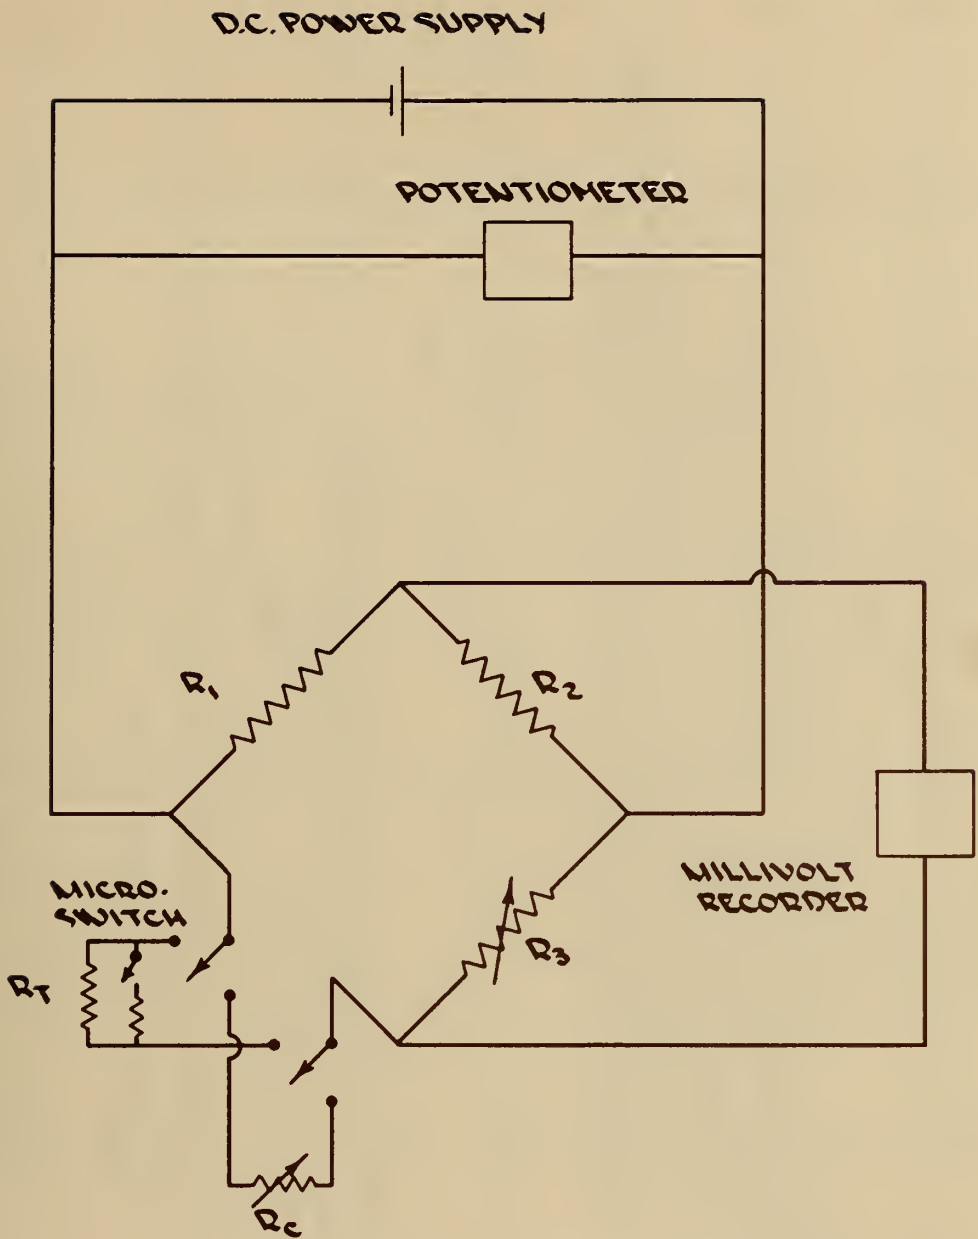 D.C. POWER SUPPLY
POTENTIOMETER
R1
R2
MICRO-
SWITCH
MILLIVOLT
RECORDER
R3
RT
RC